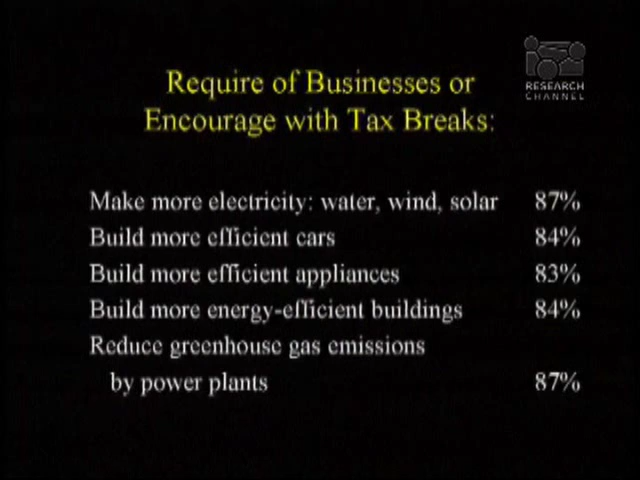 RESEARCH
CHANNEL
Require of Businesses or
Encourage with Tax Breaks:
Make more electricity: water, wind, solar 87%
Build more efficient cars 84%
Build more efficient appliances 83%
Build more energy-efficient buildings 84%
Reduce greenhouse gas emissions
by power plants 87%